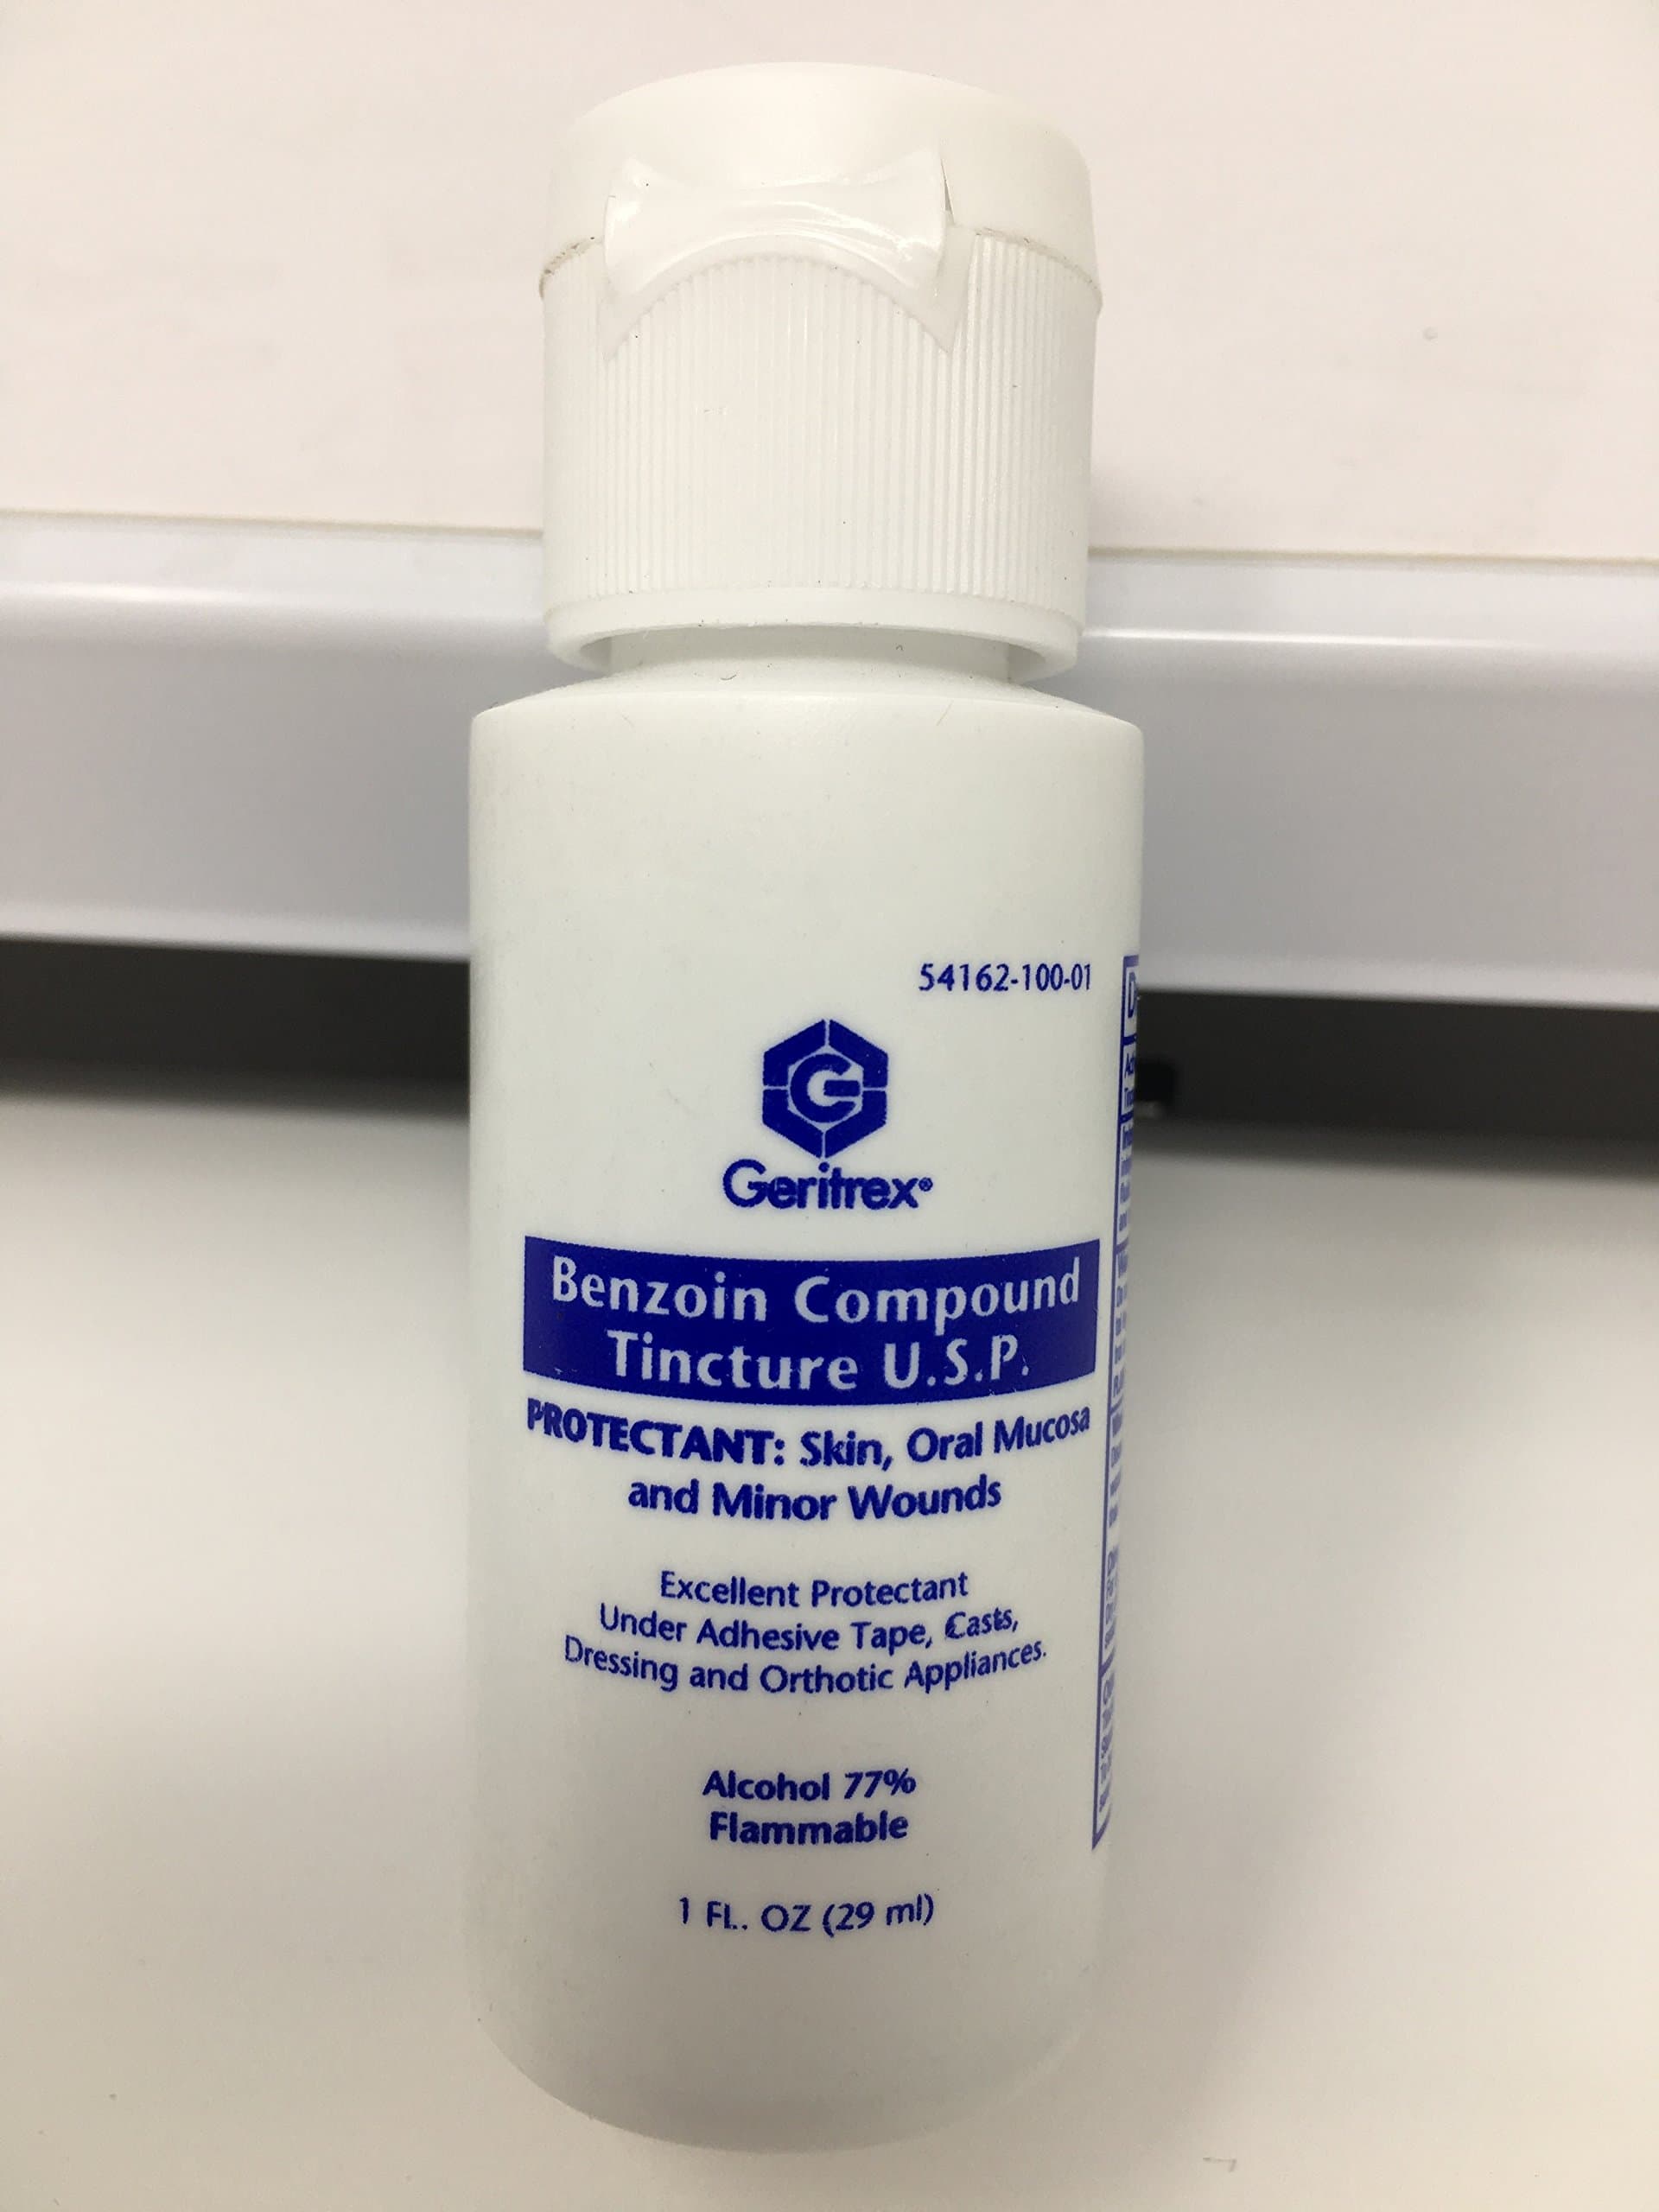 54162-100-01
G
Geritrex®
Benzoin Compound
Tincture U.S.P.
PROTECTANT: Skin, Oral Mucosa
and Minor Wounds
Excellent Protectant
Under Adhesive Tape, Casts,
Dressing and Orthotic Appliances.
Alcohol 77%
Flammable
1 FL. OZ (29 ml)